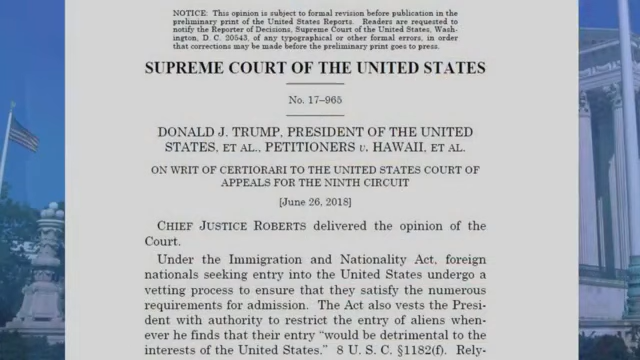 NOTICE: This opinion is subject to formal revision before publication in the
preliminary print of the United States Reports. Readers are requested to
notify the Reporter of Decisions, Supreme Court of the United States, Wash-
ington, D. C. 20543, of any typographical or other formal errors, in order
that corrections may be made before the preliminary print goes to press.
SUPREME COURT OF THE UNITED STATES
No. 17–965
DONALD J. TRUMP, PRESIDENT OF THE UNITED
STATES, ET AL., PETITIONERS v. HAWAII, ET AL.
ON WRIT OF CERTIORARI TO THE UNITED STATES COURT OF
APPEALS FOR THE NINTH CIRCUIT
[June 26, 2018]
CHIEF JUSTICE ROBERTS delivered the opinion of the
Court.
Under the Immigration and Nationality Act, foreign
nationals seeking entry into the United States undergo a
vetting process to ensure that they satisfy the numerous
requirements for admission. The Act also vests the Presi-
dent with authority to restrict the entry of aliens when-
ever he finds that their entry “would be detrimental to the
interests of the United States.” 8 U. S. C. §1182(f). Rely-